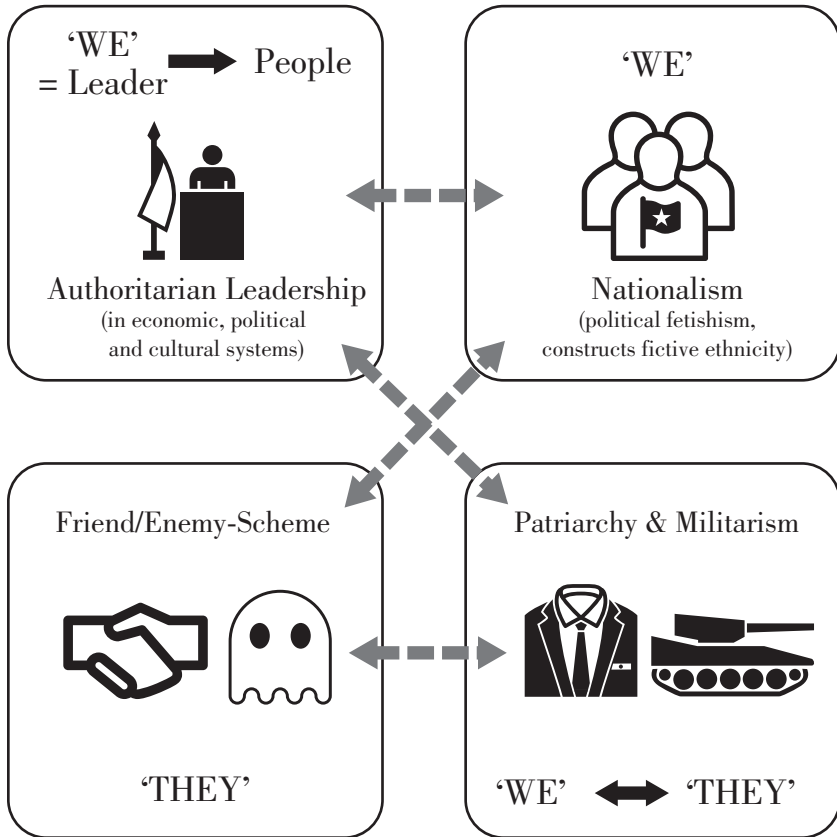 ‘WE’
= Leader
People
Authoritarian Leadership
(in economic, political
and cultural systems)
‘WE’
Nationalism
(political fetishism,
constructs fictive ethnicity)
Friend/Enemy-Scheme
‘THEY’
Patriarchy & Militarism
‘WE’ ‘THEY’